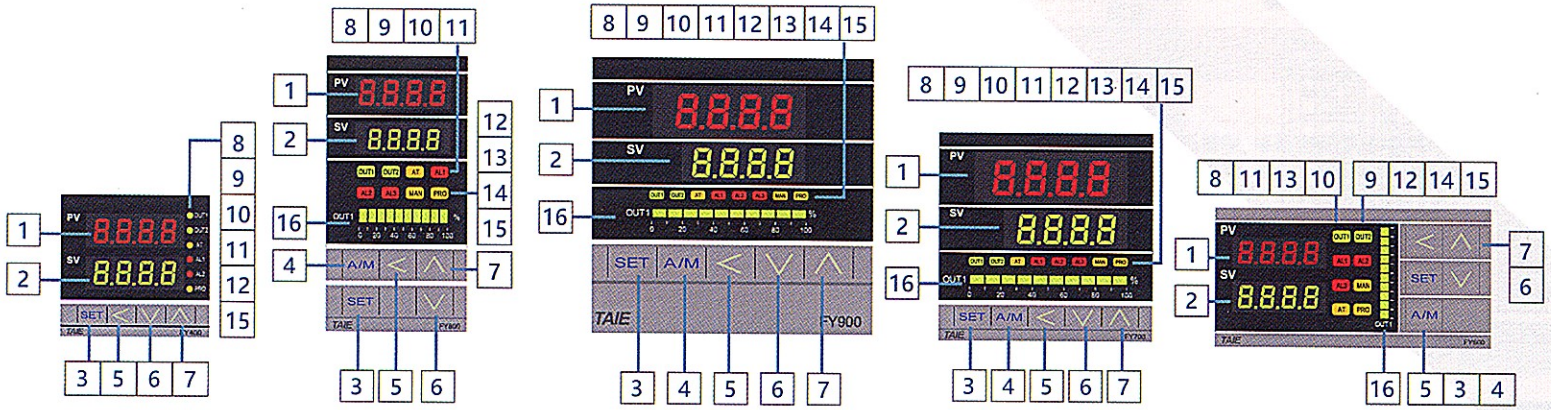 8
9
1 PV 8.8.8.8 OUT1
OUT2
10
AT
11
2 SV 8.8.8.8 AL1
AL2
12
PRO
15
SET < ∨ ∧
TAIE
3 5 6 7
8 9 10 11
1 PV 8.8.8.8
2 SV 8.8.8.8
12
13
14
15
OUT1 OUT2 AT AL1
AL2 AL3 MAN PRO
16 OUT1 %
0 20 40 60 80 100
4 A/M < ∧ 7
SET ∨
TAIE FY800
3 5 6
8 9 10 11 12 13 14 15
1 PV 8.8.8.8
2 SV 8.8.8.8
OUT1 OUT2 AT AL1 AL2 AL3 MAN PRO
16 OUT1 %
0 20 40 60 80 100
SET A/M < ∨ ∧
TAIE FY900
3 4 5 6 7
8 9 10 11 12 13 14 15
1 PV 8.8.8.8
2 SV 8.8.8.8
OUT1 OUT2 AT AL1 AL2 AL3 MAN PRO
16 OUT1 %
0 20 40 60 80 100
SET A/M < ∨ ∧
TAIE FY700
3 4 5 6 7
8 11 13 10 9 12 14 15
1 PV 8.8.8.8
2 SV 8.8.8.8
OUT1 OUT2
AL1 AL2
AL3 MAN
AT PRO
OUT1
< ∧ 7
SET ∨ 6
A/M
TAIE FY600
16 5 3 4